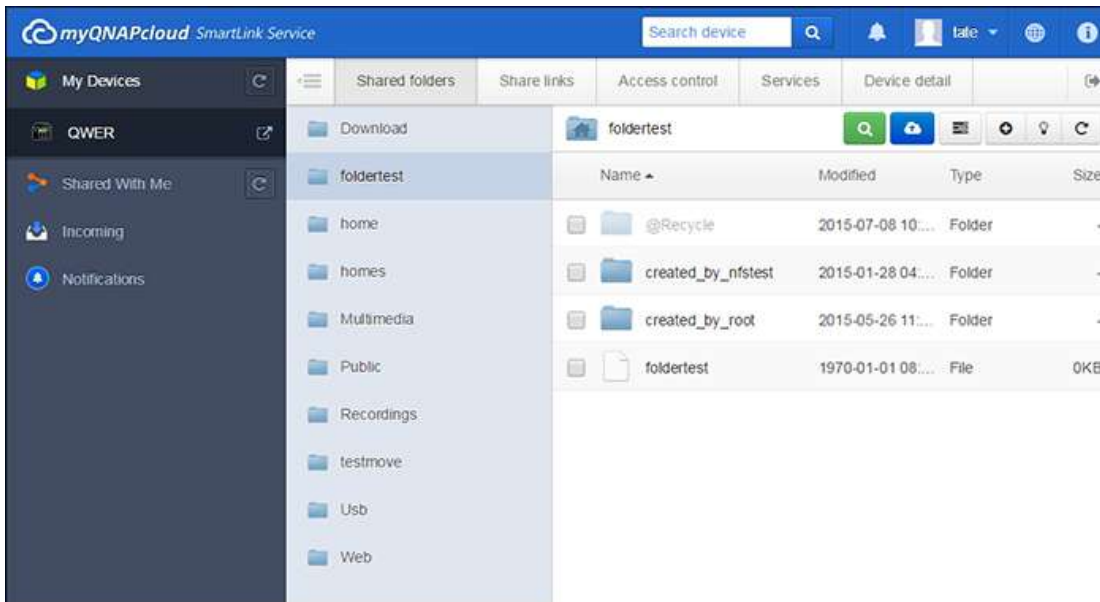 myQNAPcloud SmartLink Service
Search device
tate
My Devices
Shared folders
Share links
Access control
Services
Device detail
QWER
Download
foldertest
foldertest
Name
Modified
Type
Size
Shared With Me
home
@Recycle
2015-07-08 10:...
Folder
-
Incoming
homes
created_by_nfstest
2015-01-28 04:...
Folder
-
Notifications
Multimedia
created_by_root
2015-05-26 11:...
Folder
-
Public
foldertest
1970-01-01 08:...
File
0KB
Recordings
testmove
Usb
Web